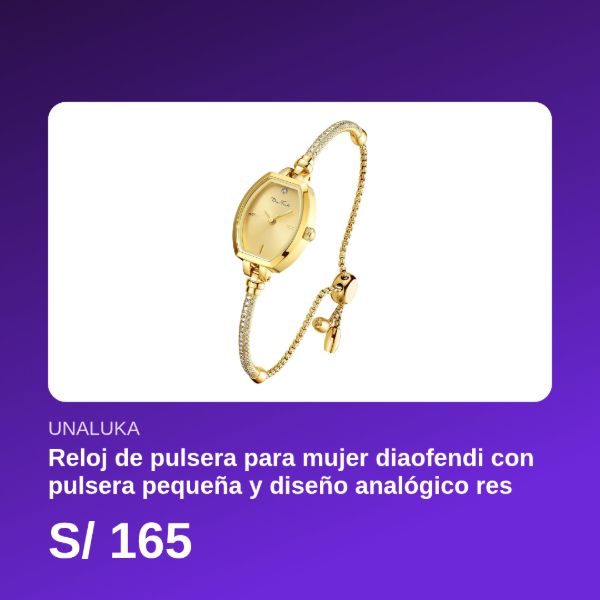 UNALUKA
Reloj de pulsera para mujer diaofendi con
pulsera pequeña y diseño analógico res
S/ 165